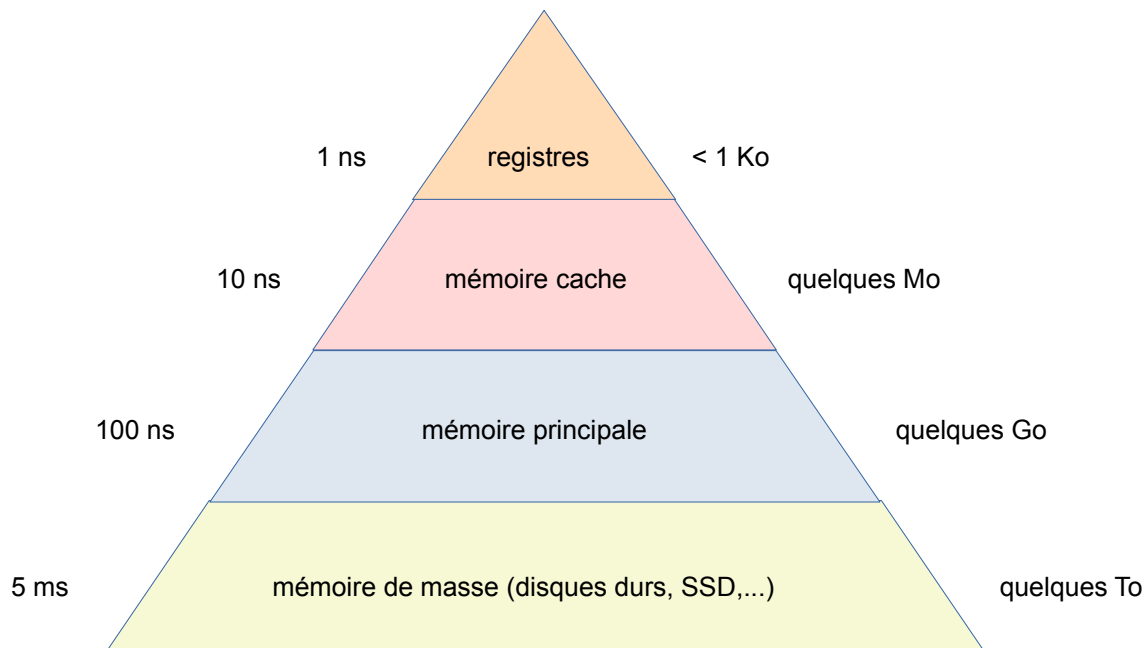 1 ns registres < 1 Ko
10 ns mémoire cache quelques Mo
100 ns mémoire principale quelques Go
5 ms mémoire de masse (disques durs, SSD,...) quelques To